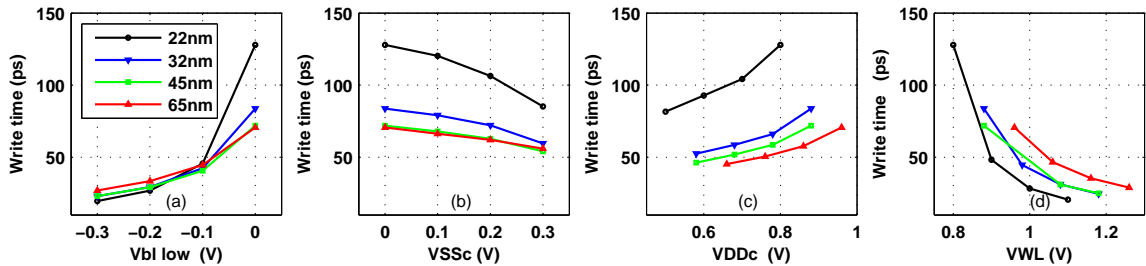 Write time (ps)
150
100
50
22nm
32nm
45nm
65nm
(a)
−0.3 −0.2 −0.1 0
Vbl low (V)
Write time (ps)
150
100
50
(b)
0 0.1 0.2 0.3
VSSc (V)
Write time (ps)
150
100
50
(c)
0.6 0.8 1
VDDc (V)
Write time (ps)
150
100
50
(d)
0.8 1 1.2
VWL (V)